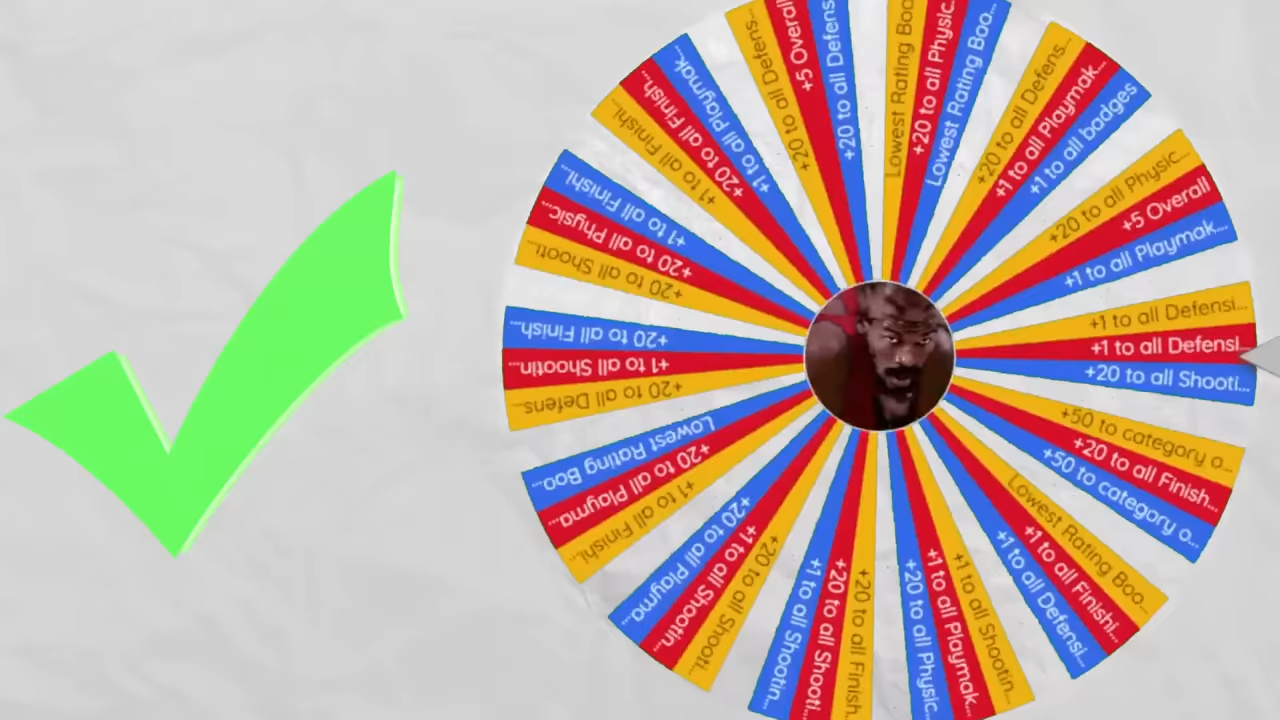 +20 to all Defens...
+5 Overall
+20 to all Defens
Lowest Rating Boo
+20 to all Physic...
Lowest Rating Boo...
+20 to all Defens...
+1 to all Playmak...
+1 to all badges
+20 to all Physic...
+5 Overall
+1 to all Playmak...
+1 to all Defensi...
+1 to all Defensi...
+20 to all Shooti...
+50 to category o...
+20 to all Finish...
+50 to category o...
Lowest Rating Boo...
+1 to all Finishi...
+1 to all Defensi...
+1 to all Shootin...
+1 to all Playmak...
+20 to all Physic...
+20 to all Finish...
+20 to all Shooti...
+1 to all Shootin...
+20 to all Shooti...
+1 to all Shootin...
+20 to all Playma...
+1 to all Finishi...
+20 to all Playma...
Lowest Rating Boo...
+20 to all Defens...
+1 to all Shootin...
+20 to all Finish...
+20 to all Shooti...
+20 to all Physic...
+1 to all Finishi...
+1 to all Finishi...
+20 to all Finish...
+1 to all Playmak...